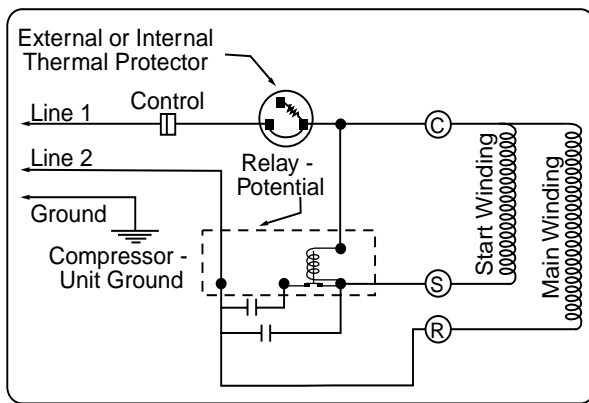 External or Internal
Thermal Protector
Control
Line 1
C
Line 2
Relay -
Potential
Ground
Compressor -
Unit Ground
Start Winding
Main Winding
S
R